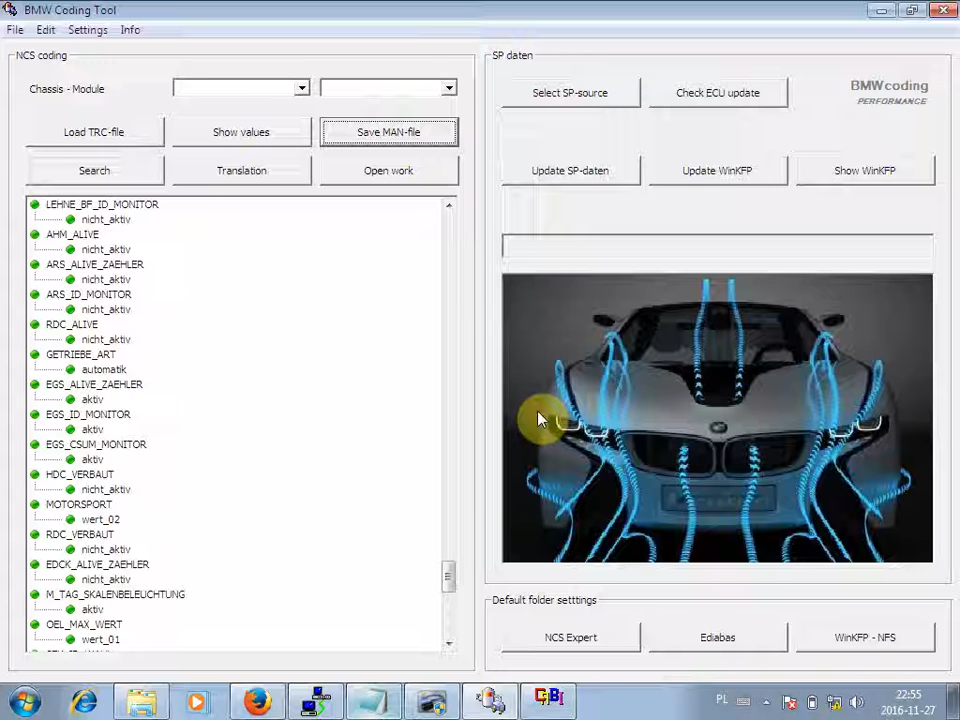 BMW Coding Tool
File Edit Settings Info
NCS coding
Chassis - Module
Load TRC-file Show values Save MAN-file
Search Translation Open work
LEHNE_BF_ID_MONITOR
nicht_aktiv
AHM_ALIVE
nicht_aktiv
ARS_ALIVE_ZAEHLER
nicht_aktiv
ARS_ID_MONITOR
nicht_aktiv
RDC_ALIVE
nicht_aktiv
GETRIEBE_ART
automatik
EGS_ALIVE_ZAEHLER
aktiv
EGS_ID_MONITOR
aktiv
EGS_CSUM_MONITOR
aktiv
HDC_VERBAUT
nicht_aktiv
MOTORSPORT
wert_02
RDC_VERBAUT
nicht_aktiv
EDCK_ALIVE_ZAEHLER
nicht_aktiv
M_TAG_SKALENBELEUCHTUNG
aktiv
OEL_MAX_WERT
wert_01
SP daten
Select SP-source Check ECU update
BMWcoding
PERFORMANCE
Update SP-daten Update WinKFP Show WinKFP
Default folder setttings
NCS Expert Ediabas WinKFP - NFS
PL
22:55
2016-11-27